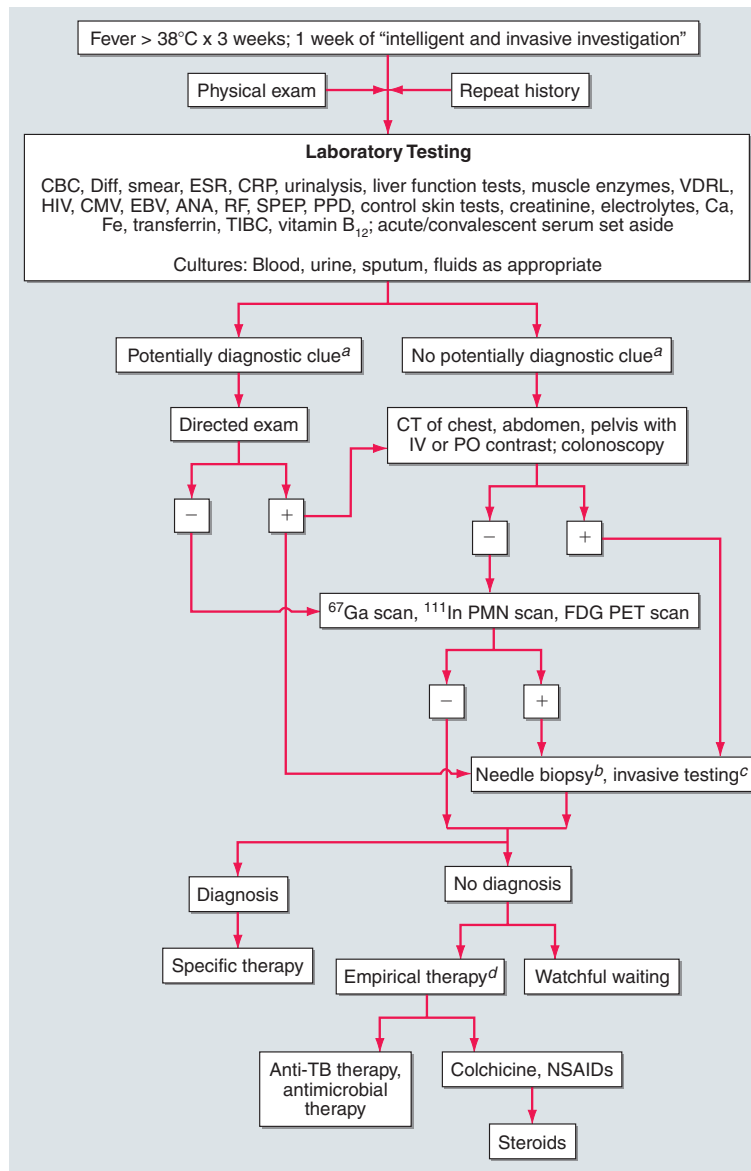 Fever > 38°C x 3 weeks; 1 week of “intelligent and invasive investigation”
Physical exam
Repeat history
Laboratory Testing
CBC, Diff, smear, ESR, CRP, urinalysis, liver function tests, muscle enzymes, VDRL,
HIV, CMV, EBV, ANA, RF, SPEP, PPD, control skin tests, creatinine, electrolytes, Ca,
Fe, transferrin, TIBC, vitamin B12; acute/convalescent serum set aside
Cultures: Blood, urine, sputum, fluids as appropriate
Potentially diagnostic clueª
No potentially diagnostic clueª
Directed exam
CT of chest, abdomen, pelvis with
IV or PO contrast; colonoscopy
−
+
−
+
⁶⁷Ga scan, ¹¹¹In PMN scan, FDG PET scan
−
+
Needle biopsyᵇ, invasive testingᶜ
Diagnosis
No diagnosis
Specific therapy
Empirical therapyᵈ
Watchful waiting
Anti-TB therapy,
antimicrobial
therapy
Colchicine, NSAIDs
Steroids